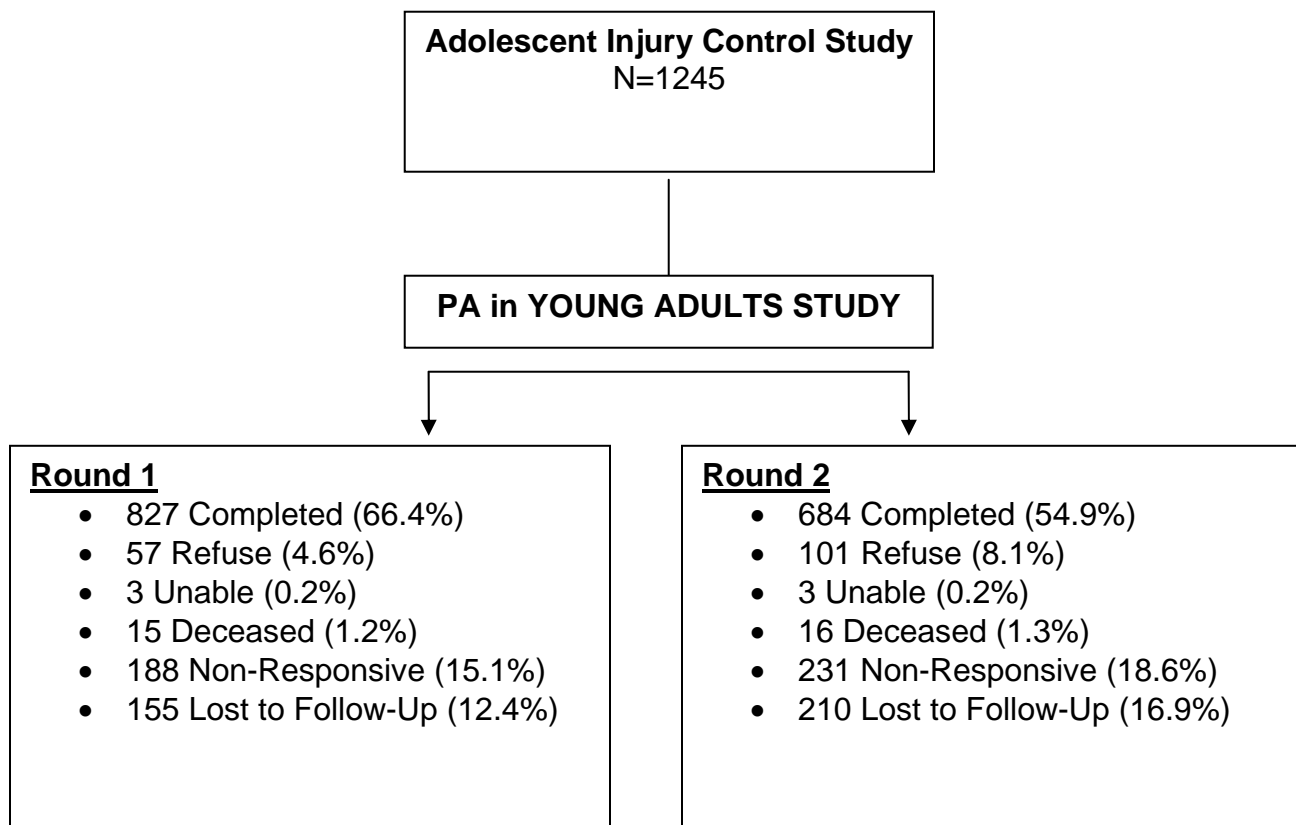 Adolescent Injury Control Study
N=1245
PA in YOUNG ADULTS STUDY
Round 1
• 827 Completed (66.4%)
• 57 Refuse (4.6%)
• 3 Unable (0.2%)
• 15 Deceased (1.2%)
• 188 Non-Responsive (15.1%)
• 155 Lost to Follow-Up (12.4%)
Round 2
• 684 Completed (54.9%)
• 101 Refuse (8.1%)
• 3 Unable (0.2%)
• 16 Deceased (1.3%)
• 231 Non-Responsive (18.6%)
• 210 Lost to Follow-Up (16.9%)